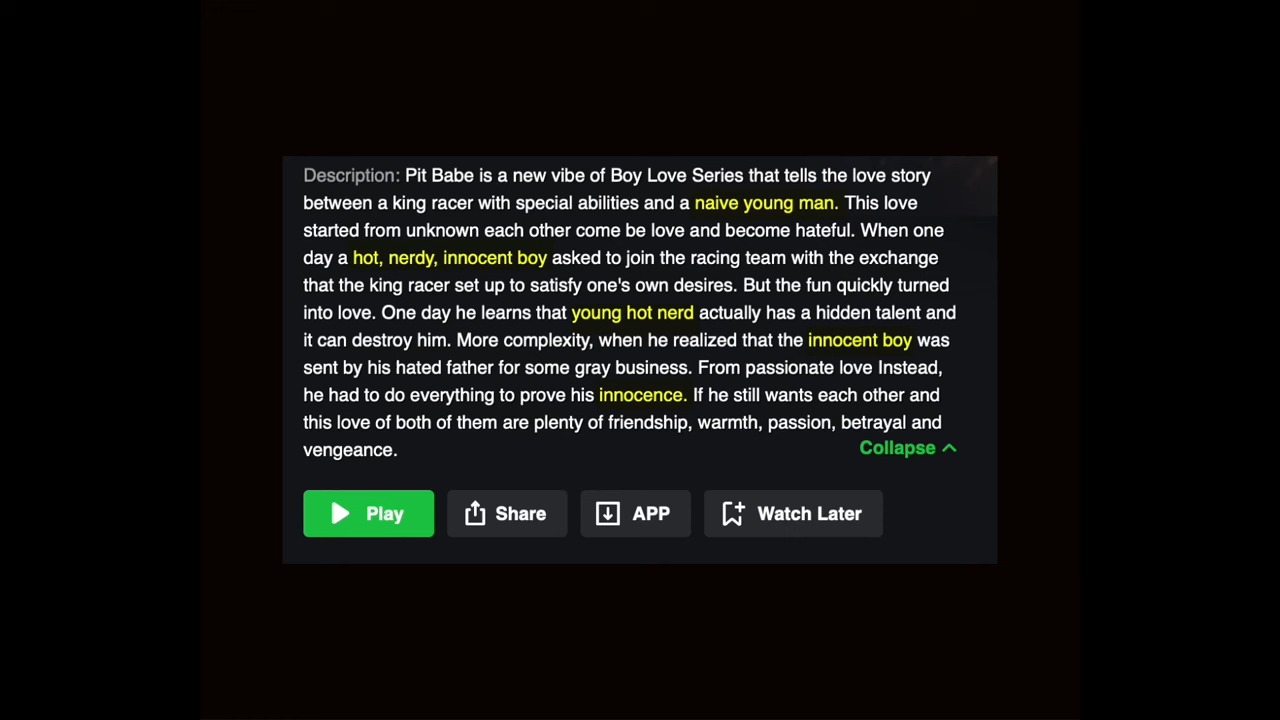 Description: Pit Babe is a new vibe of Boy Love Series that tells the love story
between a king racer with special abilities and a naive young man. This love
started from unknown each other come be love and become hateful. When one
day a hot, nerdy, innocent boy asked to join the racing team with the exchange
that the king racer set up to satisfy one's own desires. But the fun quickly turned
into love. One day he learns that young hot nerd actually has a hidden talent and
it can destroy him. More complexity, when he realized that the innocent boy was
sent by his hated father for some gray business. From passionate love Instead,
he had to do everything to prove his innocence. If he still wants each other and
this love of both of them are plenty of friendship, warmth, passion, betrayal and
vengeance.
Collapse
Play
Share
APP
Watch Later